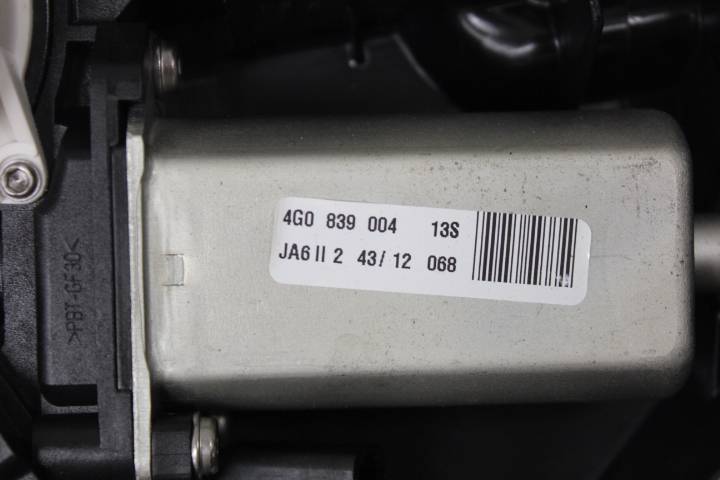 4G0 839 004 13S
JA6 II 2 43/12 068
>PBT-GF30<